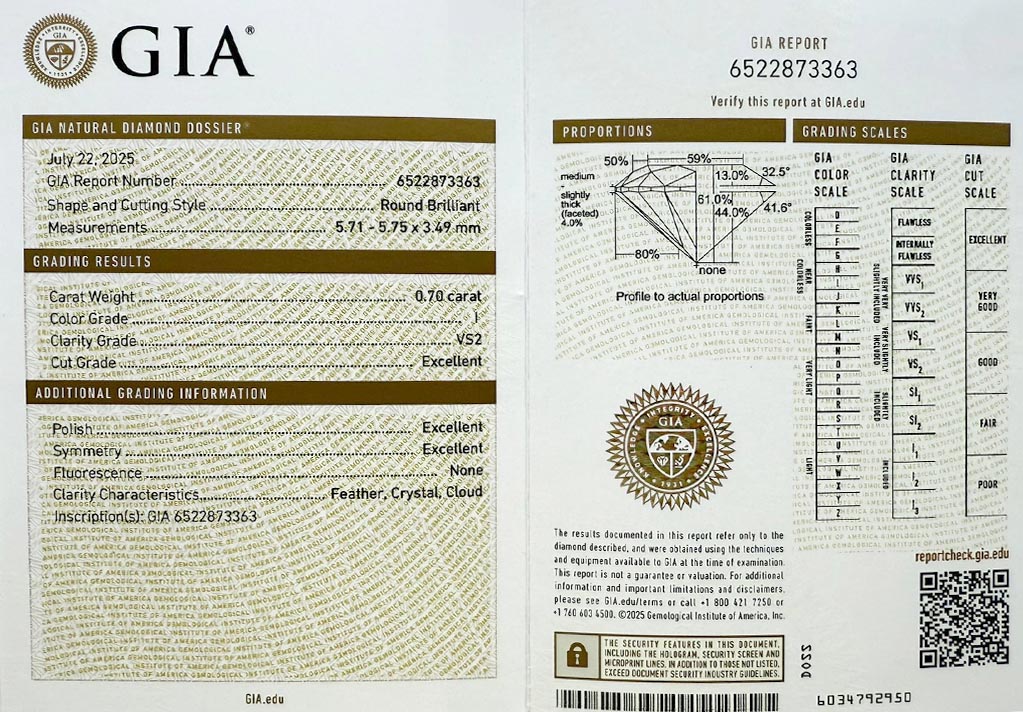 GIA®
GIA NATURAL DIAMOND DOSSIER®
July 22, 2025
GIA Report Number 6522873363
Shape and Cutting Style Round Brilliant
Measurements 5.71 - 5.75 x 3.49 mm
GRADING RESULTS
Carat Weight 0.70 carat
Color Grade I
Clarity Grade VS2
Cut Grade Excellent
ADDITIONAL GRADING INFORMATION
Polish Excellent
Symmetry Excellent
Fluorescence None
Clarity Characteristics Feather, Crystal, Cloud
Inscription(s): GIA 6522873363
GIA.edu
GIA REPORT
6522873363
Verify this report at GIA.edu
PROPORTIONS
50% 59%
medium 13.0% 32.5°
-
slightly
thick
(faceted)
4.0%
61.0%
44.0% 41.6°
80%
none
Profile to actual proportions
INTEGRITY
GIA
KNOWLEDGE
EXCELLENCE
1931
The results documented in this report refer only to the
diamond described, and were obtained using the techniques
and equipment available to GIA at the time of examination.
This report is not a guarantee or valuation. For additional
information and important limitations and disclaimers,
please see GIA.edu/terms or call +1 800 421 7250 or
+1 760 603 4500. ©2025 Gemological Institute of America, Inc.
THE SECURITY FEATURES IN THIS DOCUMENT,
INCLUDING THE HOLOGRAM, SECURITY SCREEN AND
MICROPRINT LINES, IN ADDITION TO THOSE NOT LISTED,
EXCEED DOCUMENT SECURITY INDUSTRY GUIDELINES.
GRADING SCALES
GIA
COLOR
SCALE
COLORLESS
D
E
F
NEAR
COLORLESS
G
H
I
J
FAINT
K
L
M
VERY LIGHT
N
O
P
Q
R
LIGHT
S
T
U
V
W
X
Y
Z
GIA
CLARITY
SCALE
FLAWLESS
INTERNALLY
FLAWLESS
VERY VERY
SLIGHTLY INCLUDED
VVS1
VVS2
VERY SLIGHTLY
INCLUDED
VS1
VS2
SLIGHTLY
INCLUDED
SI1
SI2
INCLUDED
I1
I2
I3
GIA
CUT
SCALE
EXCELLENT
VERY
GOOD
GOOD
FAIR
POOR
reportcheck.gia.edu
DO22
6034792950